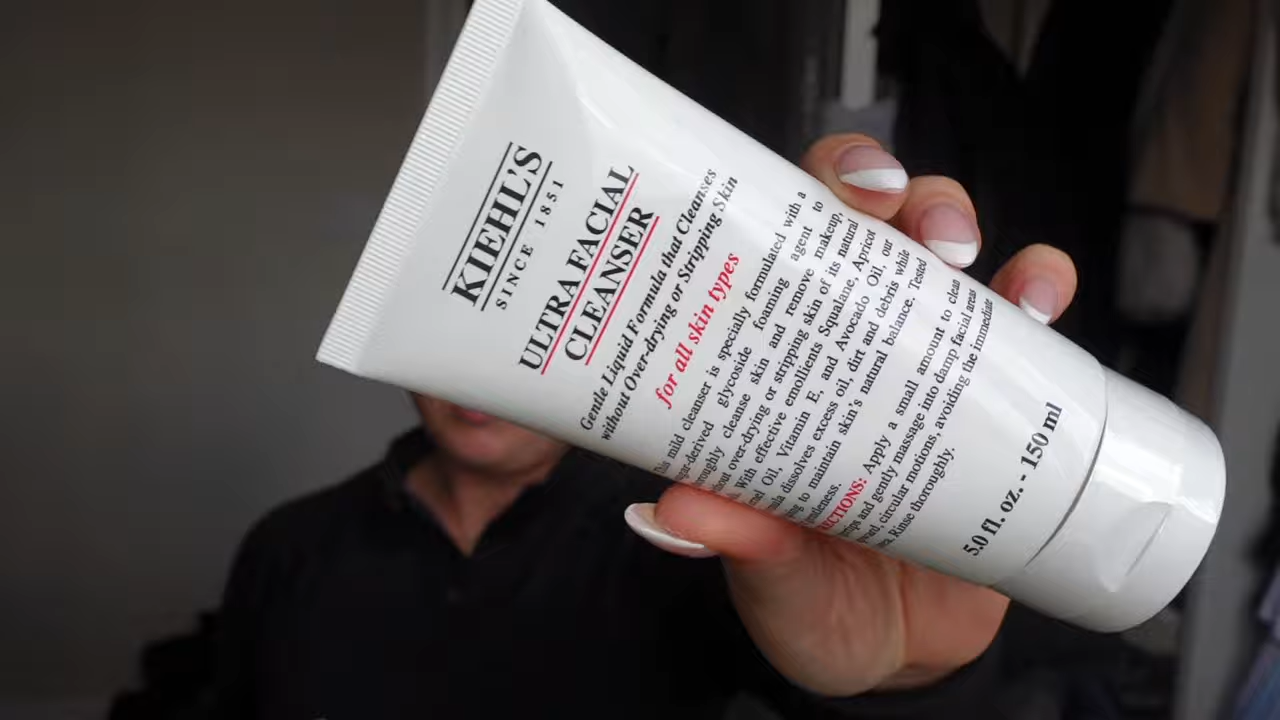 KIEHL'S
SINCE 1851
ULTRA FACIAL
CLEANSER
Gentle Liquid Formula that Cleanses
without Over-drying or Stripping Skin
for all skin types
mild cleanser is specially formulated with a
glycoside foaming agent to
cleanse skin and remove makeup,
over-drying or stripping skin of its natural
With effective emollients Squalane, Apricot
Oil, Vitamin E, and Avocado Oil, our
dissolves excess oil, dirt and debris while
to maintain skin's natural balance. Tested
Apply a small amount to clean
and gently massage into damp facial areas
circular motions, avoiding the immediate
Rinse thoroughly.
5.0 fl. oz. - 150 ml